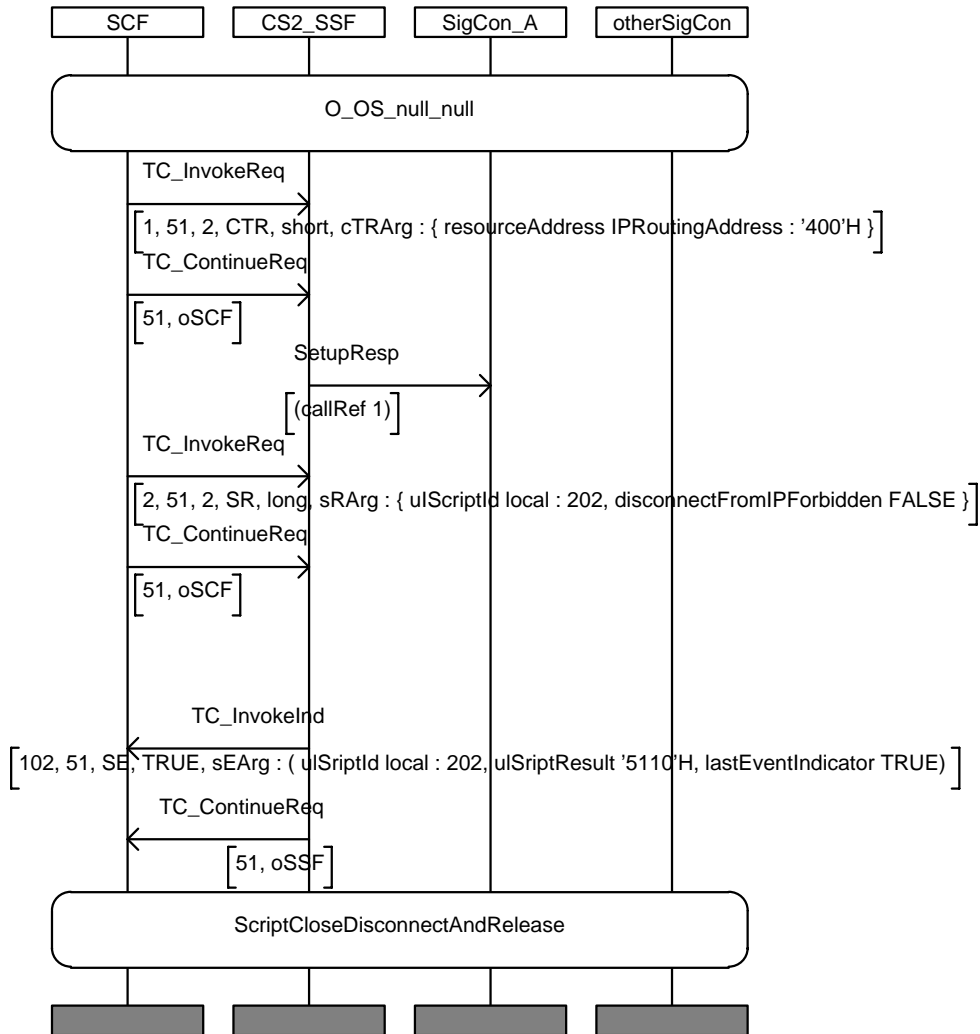 SCF CS2_SSF SigCon_A otherSigCon
O_OS_null_null
TC_InvokeReq
[1, 51, 2, CTR, short, cTRArg : { resourceAddress IPRoutingAddress : '400'H }]
TC_ContinueReq
[51, oSCF]
SetupResp
[(callRef 1)]
TC_InvokeReq
[2, 51, 2, SR, long, sRArg : { uIScriptId local : 202, disconnectFromIPForbidden FALSE }]
TC_ContinueReq
[51, oSCF]
TC_InvokeInd
[102, 51, SE, TRUE, sEArg : ( uISriptId local : 202, uISriptResult '5110'H, lastEventIndicator TRUE) ]
TC_ContinueReq
[51, oSSF]
ScriptCloseDisconnectAndRelease